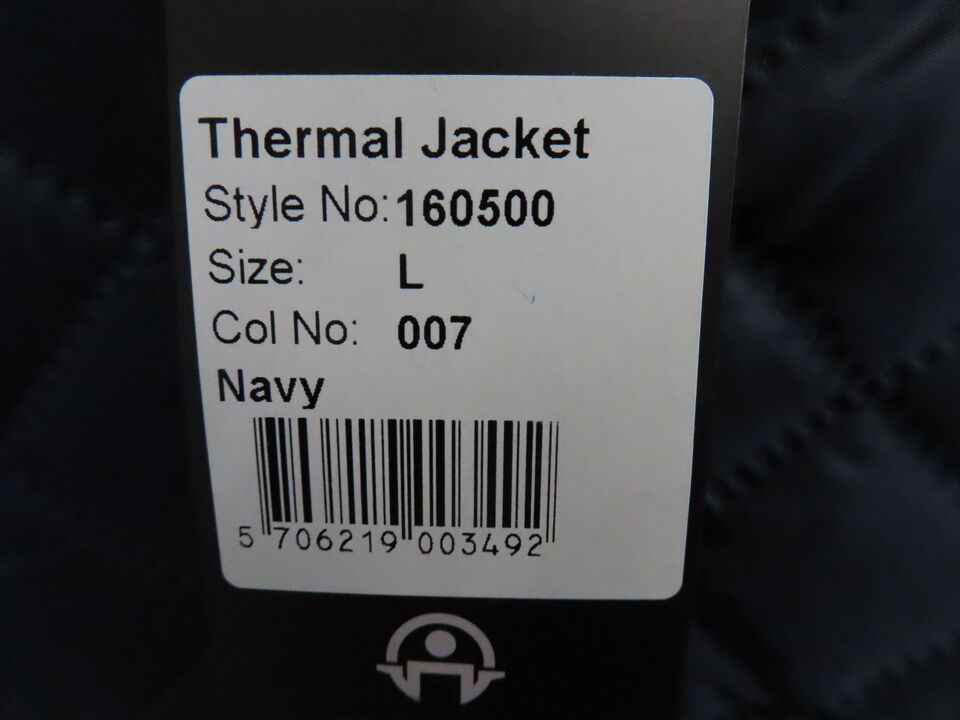 Thermal Jacket
Style No: 160500
Size: L
Col No: 007
Navy
5 706219 003492